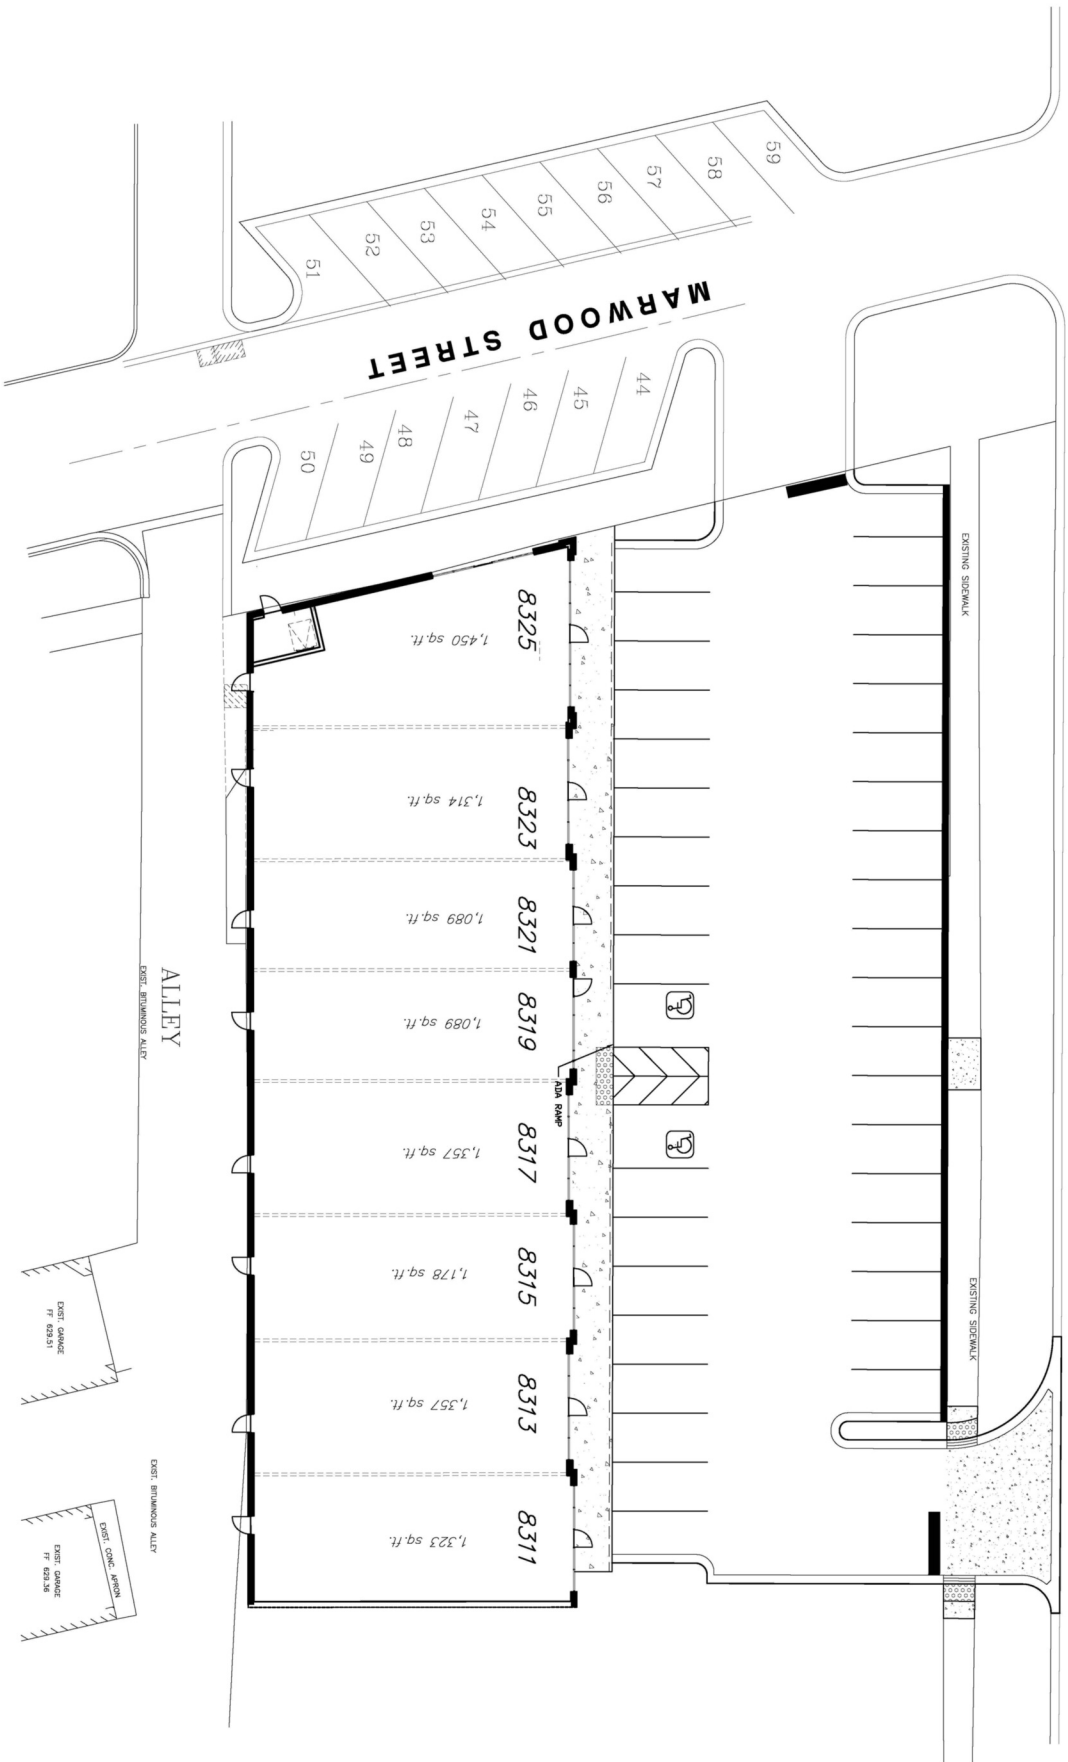 59
58
57
56
55
54
53
52
51
MARWOOD STREET
44
45
46
47
48
49
50
EXISTING SIDEWALK
8325
1,450 sq.ft.
8323
1,314 sq.ft.
8321
1,089 sq.ft.
8319
1,089 sq.ft.
ADA RAMP
8317
1,357 sq.ft.
8315
1,178 sq.ft.
8313
1,357 sq.ft.
8311
1,323 sq.ft.
ALLEY
EXIST. BITUMINOUS ALLEY
EXISTING SIDEWALK
EXIST. GARAGE
FF 629.51
EXIST. BITUMINOUS ALLEY
EXIST. CONC. APRON
EXIST. GARAGE
FF 629.36